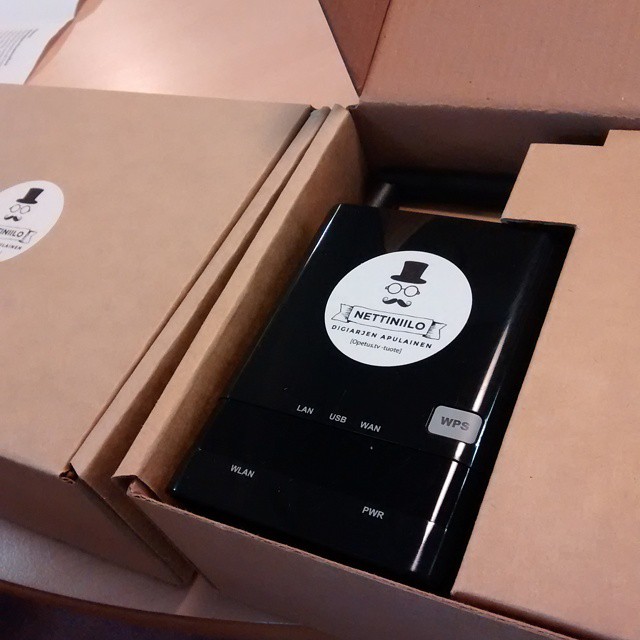 NETTINIILO
DIGIARJEN APULAINEN
(Opetus.tv -tuote)
LAN USB WAN
WPS
WLAN
PWR